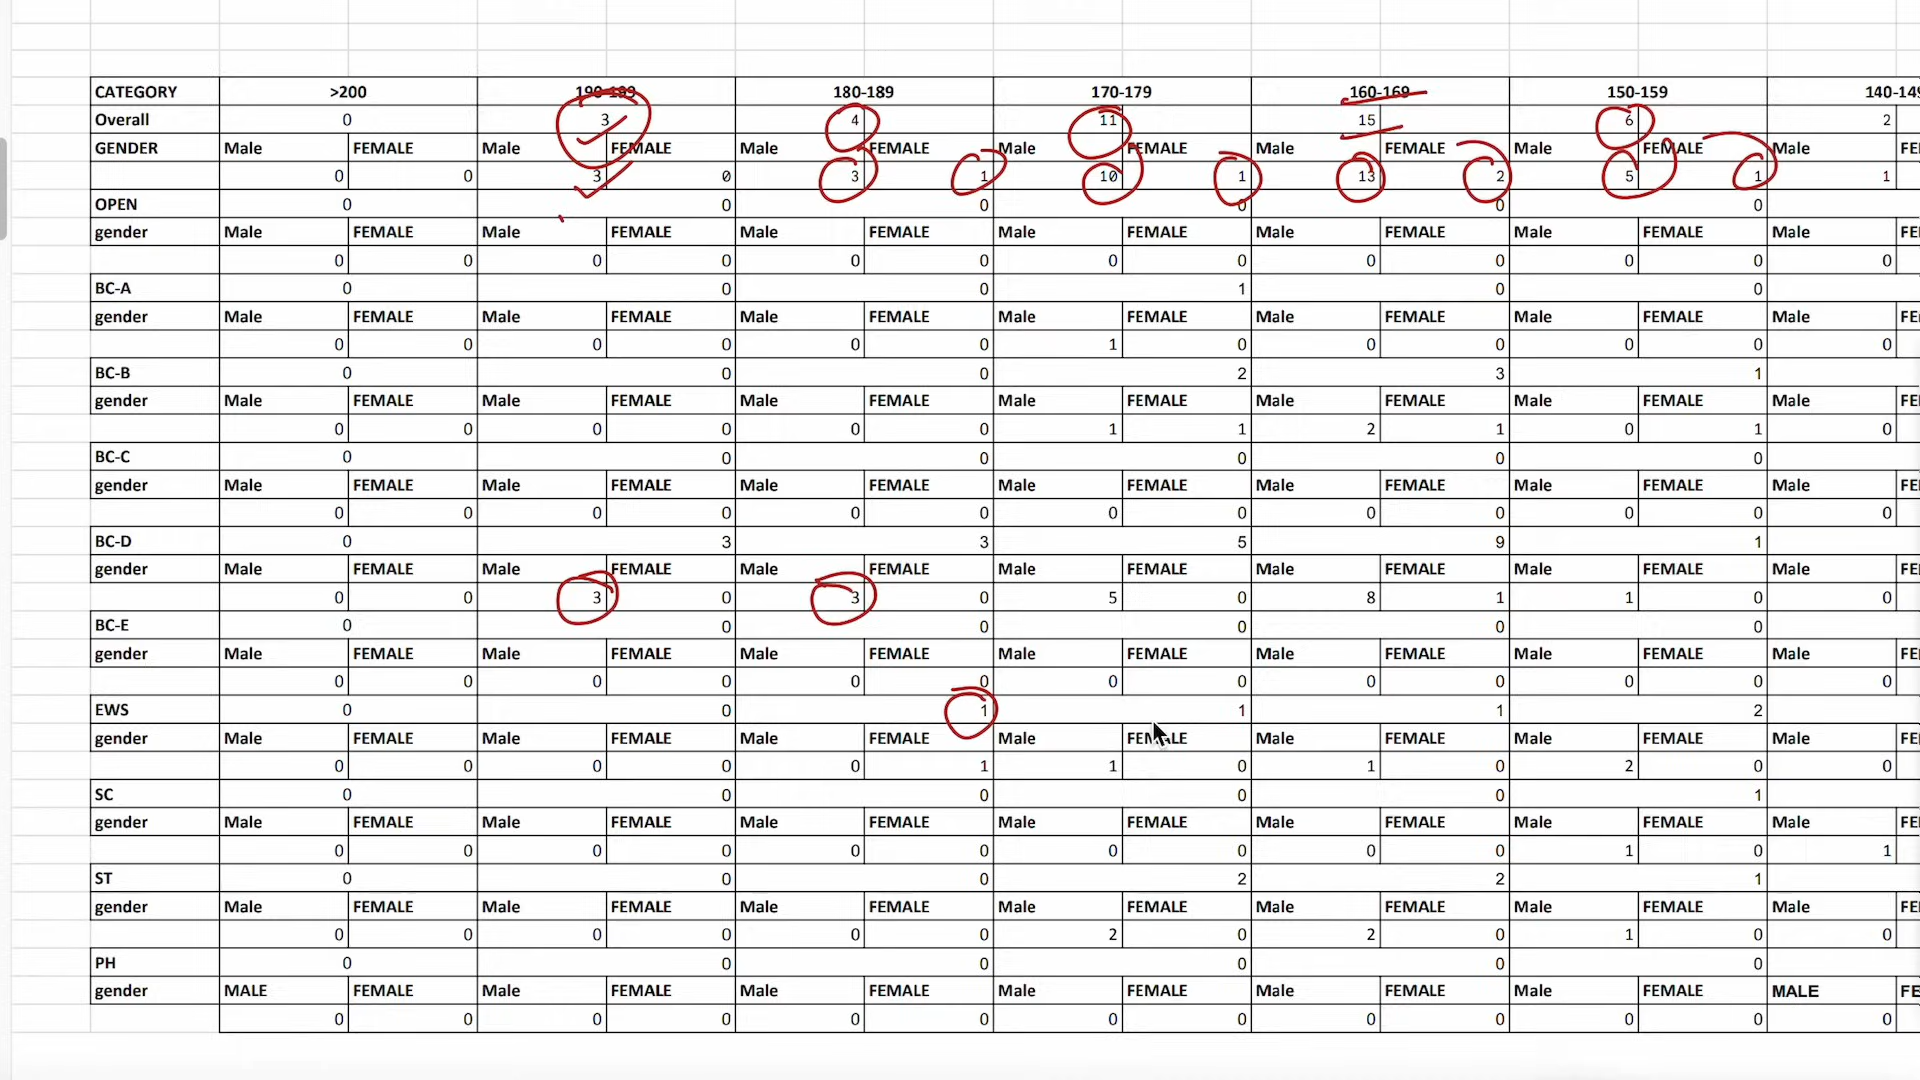 CATEGORY >200 190-199 180-189 170-179 160-169 150-159 140-149
Overall 0 3 4 11 15 6 2
GENDER Male FEMALE Male FEMALE Male FEMALE Male FEMALE Male FEMALE Male FEMALE Male FE
0 0 3 0 3 1 10 1 13 2 5 1 1
OPEN 0 0 0 0 0 0
gender Male FEMALE Male FEMALE Male FEMALE Male FEMALE Male FEMALE Male FEMALE Male FE
0 0 0 0 0 0 0 0 0 0 0 0 0
BC-A 0 0 0 1 0 0
gender Male FEMALE Male FEMALE Male FEMALE Male FEMALE Male FEMALE Male FEMALE Male FE
0 0 0 0 0 0 1 0 0 0 0 0 0
BC-B 0 0 0 2 3 1
gender Male FEMALE Male FEMALE Male FEMALE Male FEMALE Male FEMALE Male FEMALE Male FE
0 0 0 0 0 0 1 1 2 1 0 1 0
BC-C 0 0 0 0 0 0
gender Male FEMALE Male FEMALE Male FEMALE Male FEMALE Male FEMALE Male FEMALE Male FE
0 0 0 0 0 0 0 0 0 0 0 0 0
BC-D 0 3 3 5 9 1
gender Male FEMALE Male FEMALE Male FEMALE Male FEMALE Male FEMALE Male FEMALE Male FE
0 0 3 0 3 0 5 0 8 1 1 0 0
BC-E 0 0 0 0 0 0
gender Male FEMALE Male FEMALE Male FEMALE Male FEMALE Male FEMALE Male FEMALE Male FE
0 0 0 0 0 0 0 0 0 0 0 0 0
EWS 0 0 1 1 1 2
gender Male FEMALE Male FEMALE Male FEMALE Male FEMALE Male FEMALE Male FEMALE Male FE
0 0 0 0 0 1 1 0 1 0 2 0 0
SC 0 0 0 0 0 1
gender Male FEMALE Male FEMALE Male FEMALE Male FEMALE Male FEMALE Male FEMALE Male FE
0 0 0 0 0 0 0 0 0 0 1 0 1
ST 0 0 0 2 2 1
gender Male FEMALE Male FEMALE Male FEMALE Male FEMALE Male FEMALE Male FEMALE Male FE
0 0 0 0 0 0 2 0 2 0 1 0 0
PH 0 0 0 0 0 0
gender MALE FEMALE Male FEMALE Male FEMALE Male FEMALE Male FEMALE Male FEMALE MALE FE
0 0 0 0 0 0 0 0 0 0 0 0 0